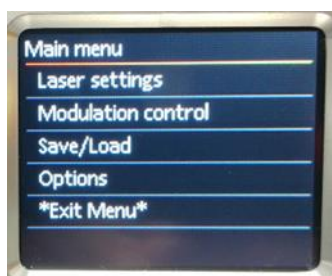 Main menu
Laser settings
Modulation control
Save/Load
Options
*Exit Menu*